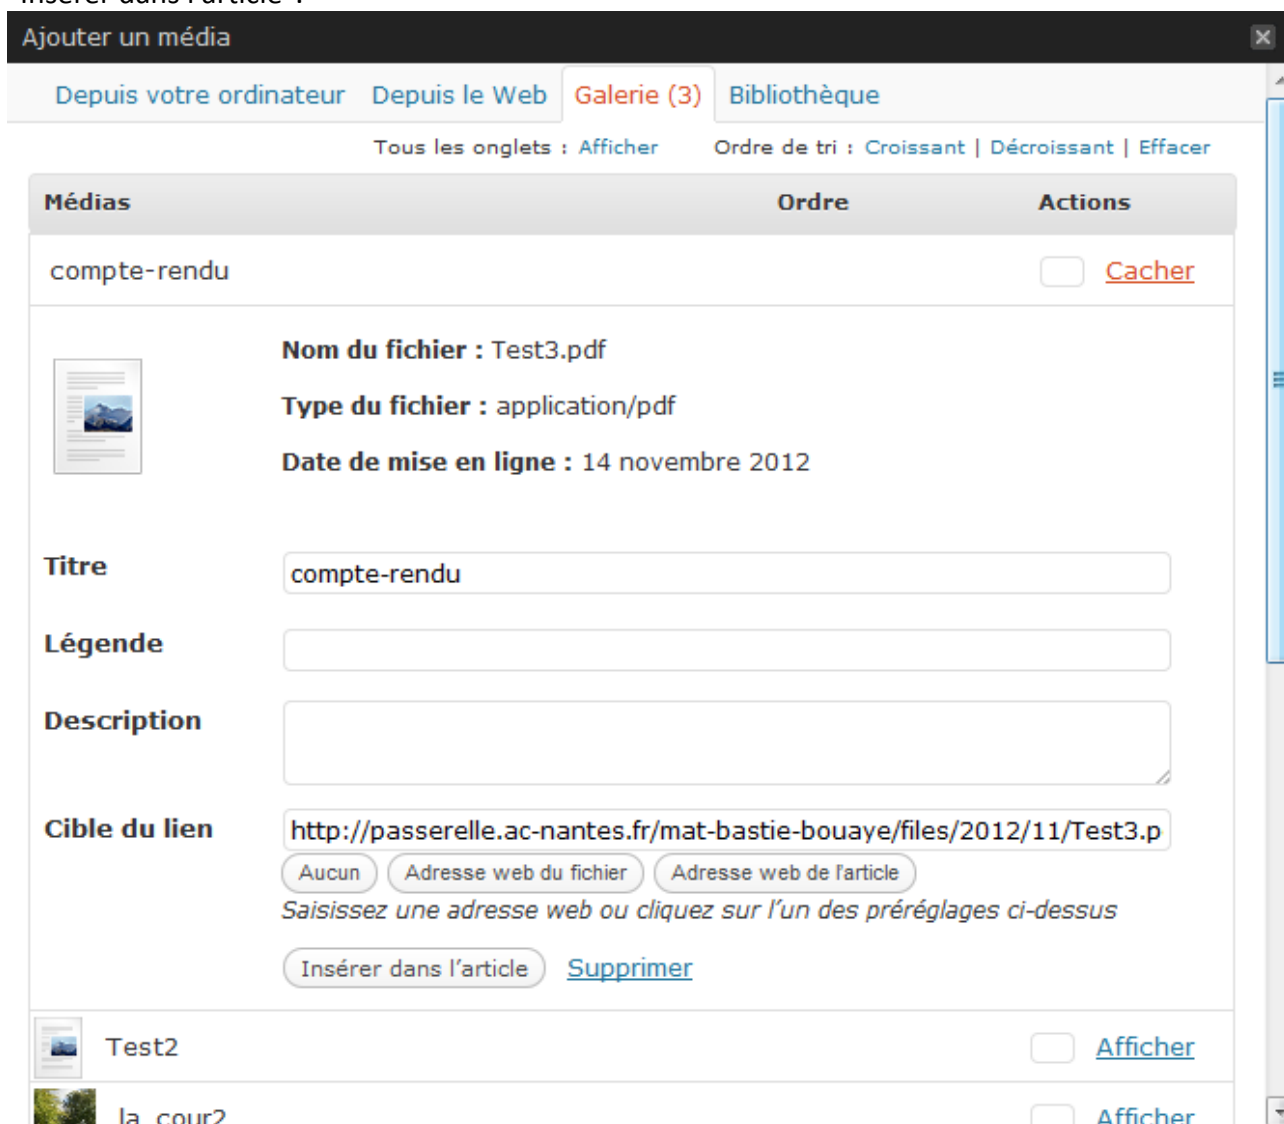 insérer dans l'article".
Ajouter un média
Depuis votre ordinateur Depuis le Web Galerie (3) Bibliothèque
Tous les onglets : Afficher Ordre de tri : Croissant | Décroissant | Effacer
Médias Ordre Actions
compte-rendu Cacher
Nom du fichier : Test3.pdf
Type du fichier : application/pdf
Date de mise en ligne : 14 novembre 2012
Titre compte-rendu
Légende
Description
Cible du lien http://passerelle.ac-nantes.fr/mat-bastie-bouaye/files/2012/11/Test3.p
Aucun Adresse web du fichier Adresse web de l'article
Saisissez une adresse web ou cliquez sur l’un des préréglages ci-dessus
Insérer dans l’article Supprimer
Test2 Afficher
la_cour2 Afficher